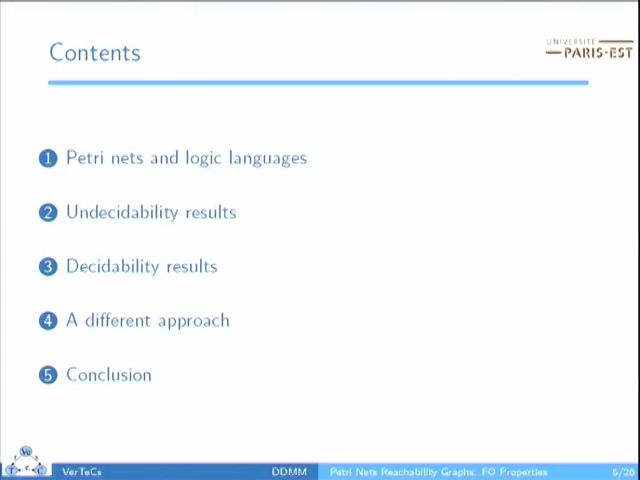 Contents
UNIVERSITÉ
PARIS-EST
1 Petri nets and logic languages
2 Undecidability results
3 Decidability results
4 A different approach
5 Conclusion
VerTeCs DDMM Petri Nets Reachability Graphs: FO Properties 5/26